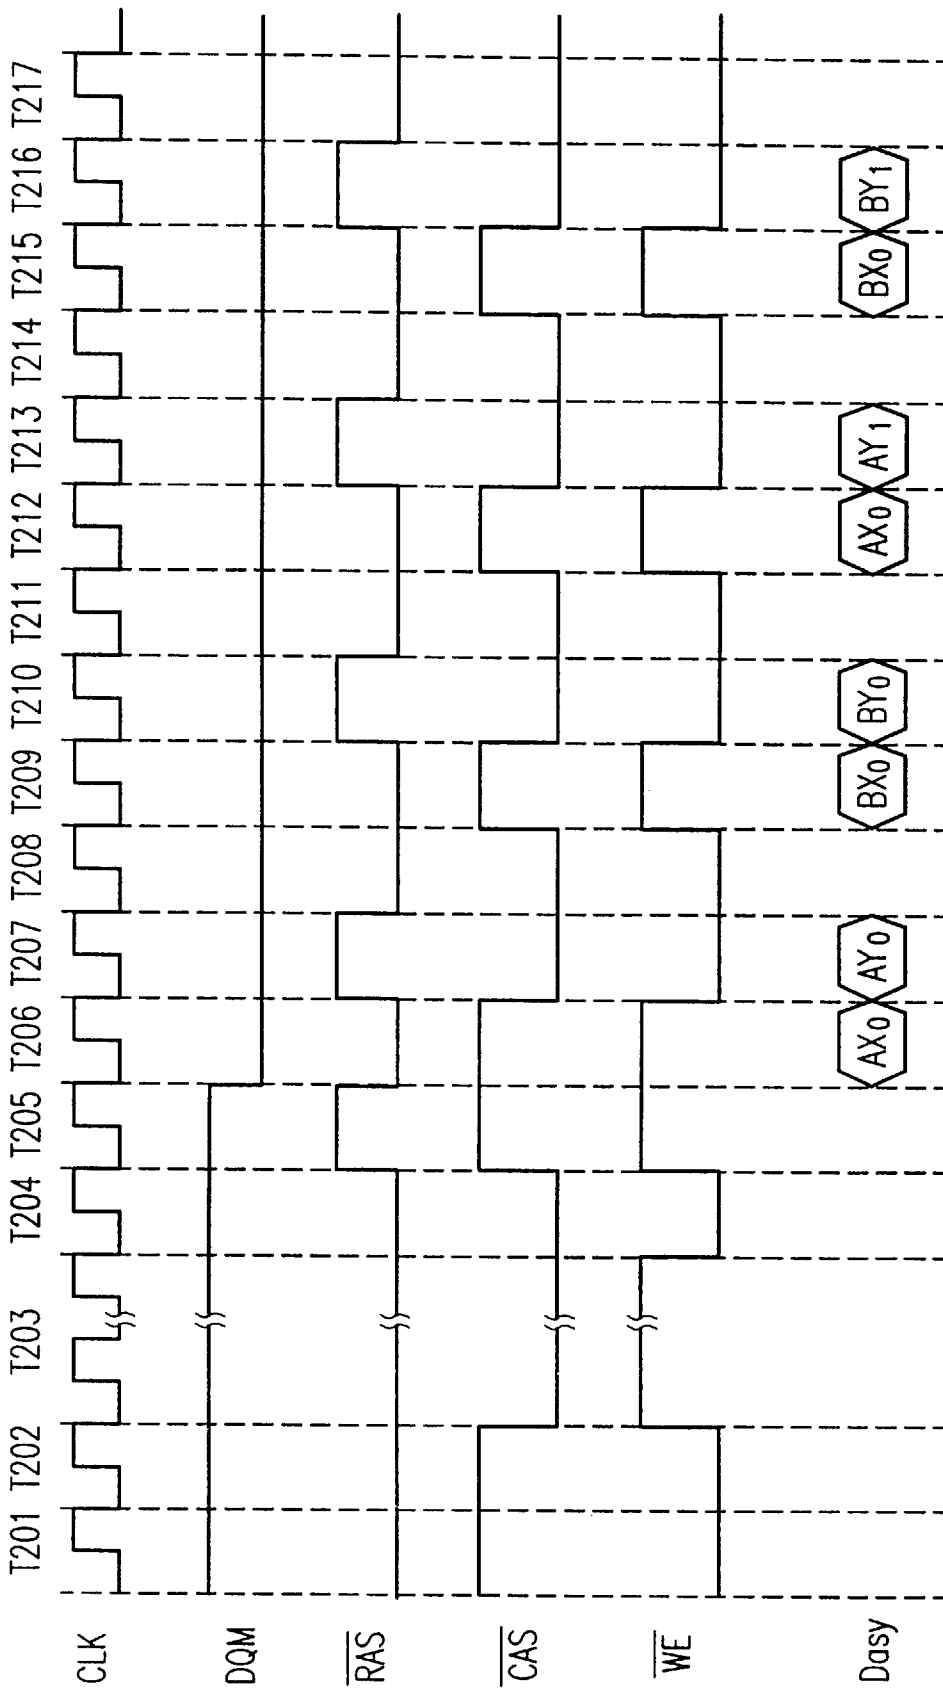 T201 T202 T203 T204 T205 T206 T207 T208 T209 T210 T211 T212 T213 T214 T215 T216 T217
CLK
DQM
RAS
CAS
WE
Dasy AX0 AY0 BX0 BY0 AX0 AY1 BX0 BY1